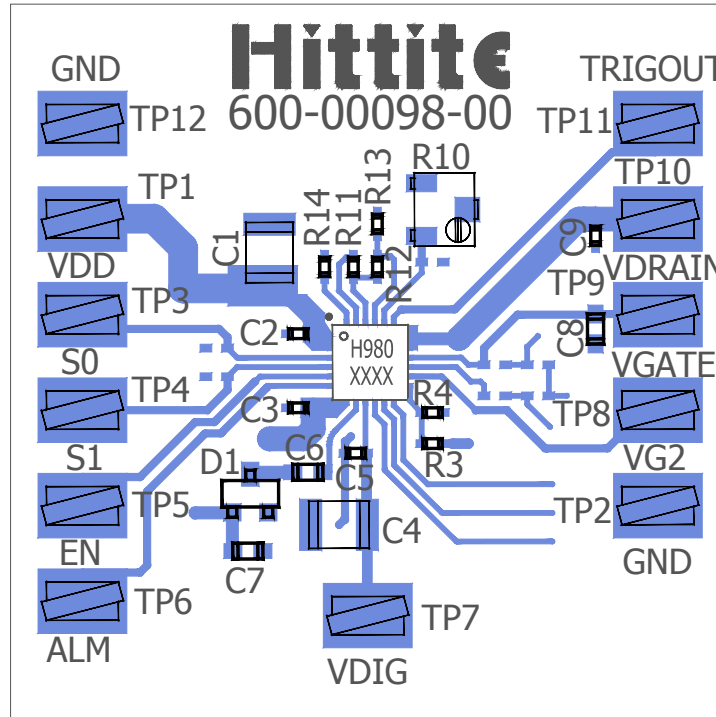 Hittite
600-00098-00
GND
TP12
TP1
VDD
TP3
S0
TP4
S1
TP5
EN
TP6
ALM
C1
C2
C3
R14
R11
R13
R12
R10
H980
XXXX
TRIGOUT
TP11
TP10
C9
VDRAIN
TP9
C8
VGATE
TP8
VG2
TP2
GND
R4
R3
D1
C6
C5
C4
C7
TP7
VDIG